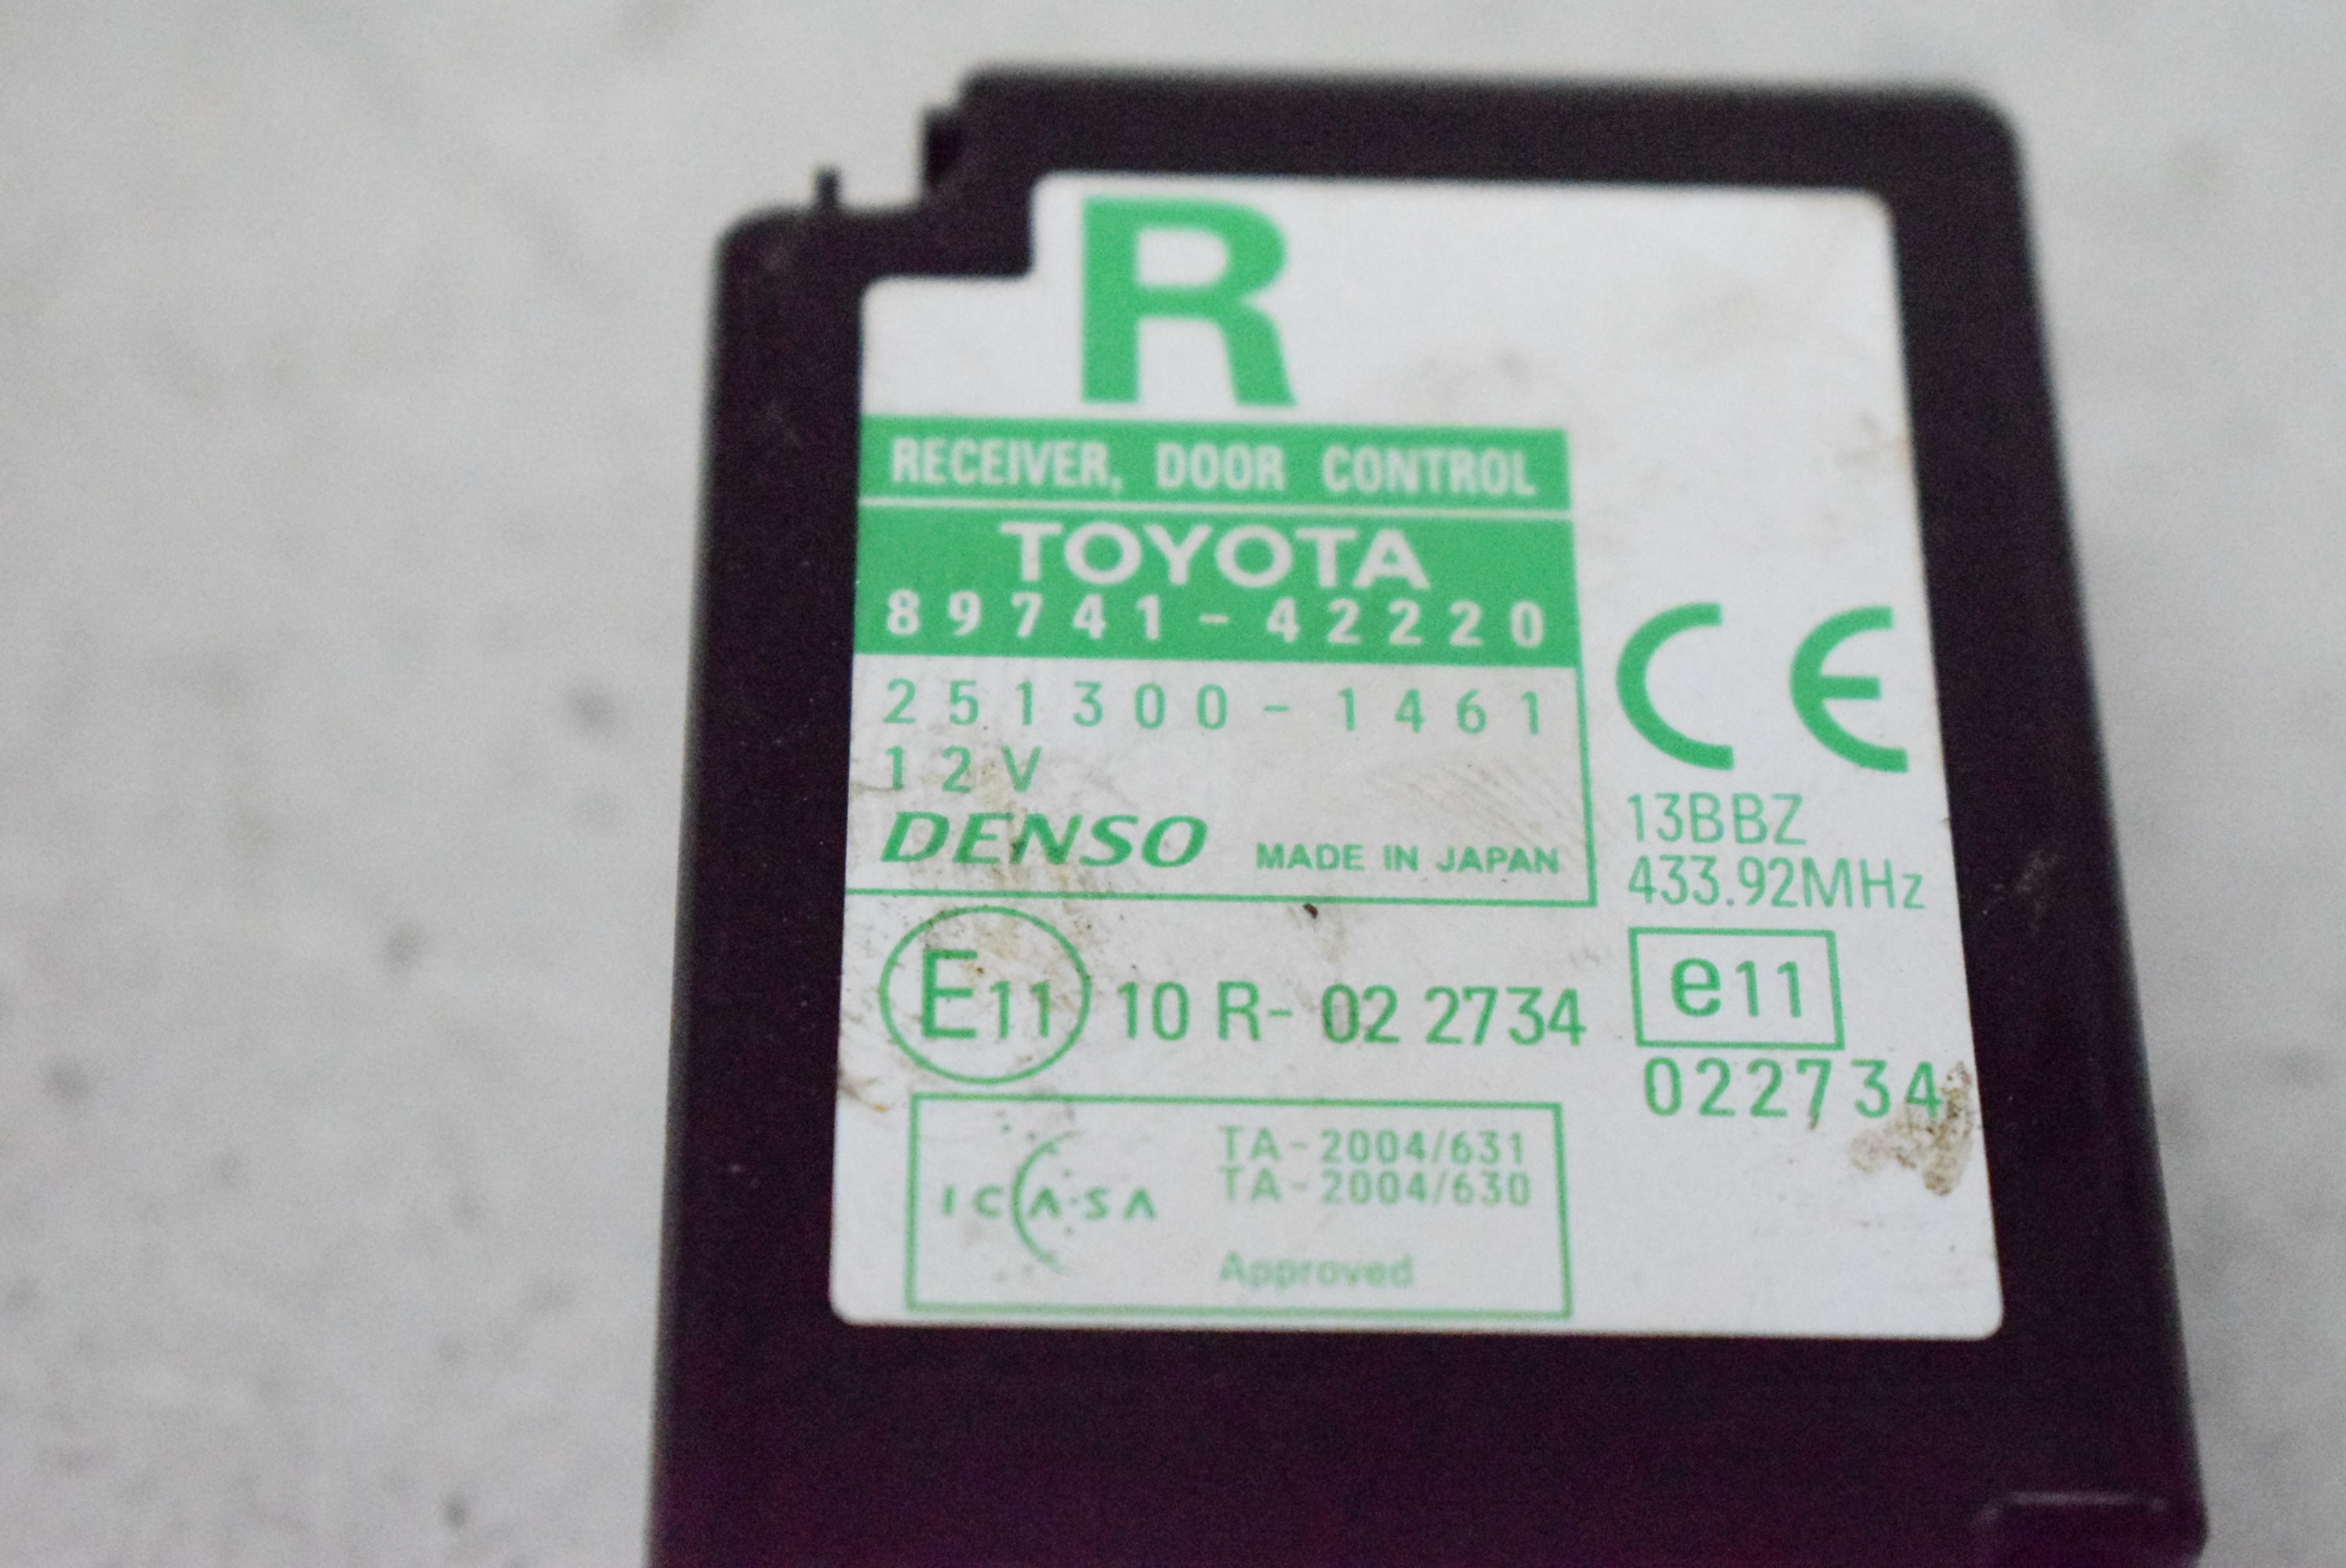 R
RECEIVER, DOOR CONTROL
TOYOTA
89741-42220
251300-1461
12V
DENSO MADE IN JAPAN
CE
13BBZ
433.92MHz
E11 10 R- 02 2734
e11
022734
ICASA
TA-2004/631
TA-2004/630
Approved